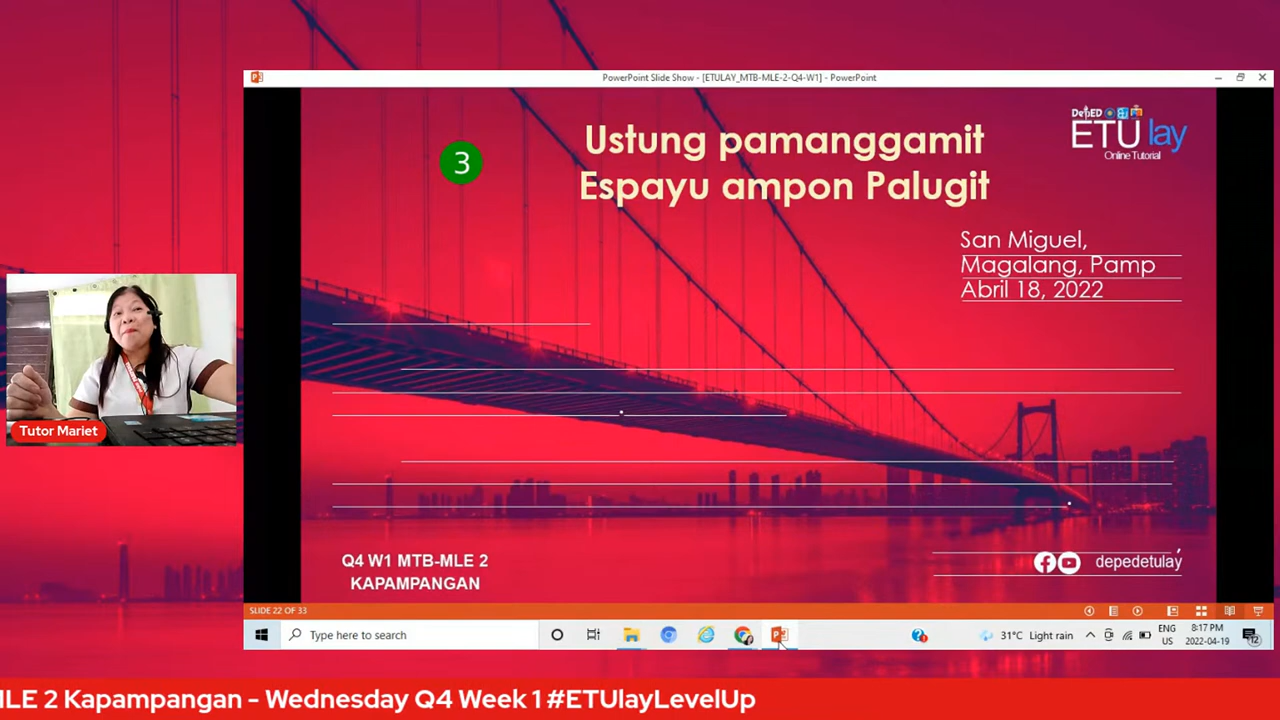 PowerPoint Slide Show - [ETULAY_MTB-MLE-2-Q4-W1] - PowerPoint
3
Ustung pamanggamit
Espayu ampon Palugit
DepED
ETUlay
Online Tutorial
San Miguel,
Magalang, Pamp
Abril 18, 2022
Tutor Mariet
Q4 W1 MTB-MLE 2
KAPAMPANGAN
depedetulay
SLIDE 22 OF 33
Type here to search
31°C Light rain
ENG
US
8:17 PM
2022-04-19
12
MLE 2 Kapampangan - Wednesday Q4 Week 1 #ETUlayLevelUp